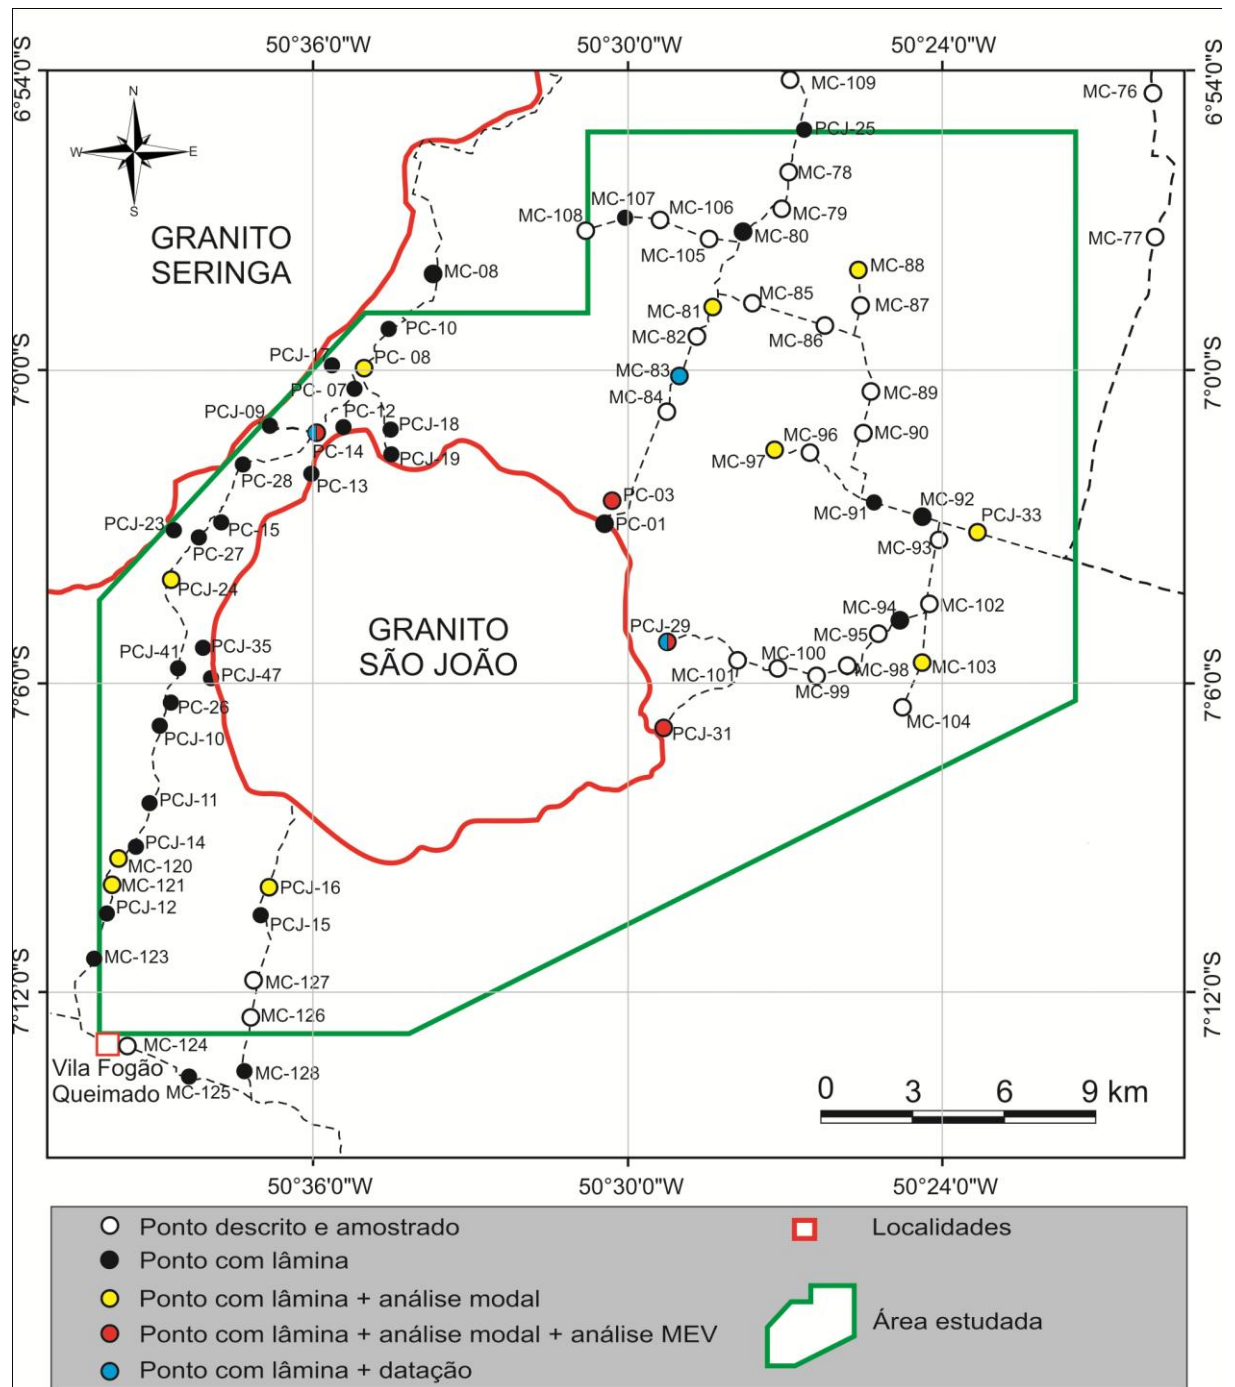 50°36'0"W
50°30'0"W
50°24'0"W
6°54'0"S
6°54'0"S
N
W
E
S
MC-109
MC-76
PCJ-25
MC-78
MC-107
MC-106
MC-79
MC-108
MC-80
MC-77
MC-105
GRANITO
SERINGA
MC-08
MC-88
MC-85
MC-87
MC-81
PC-10
MC-82
MC-86
PCJ-17
PC- 08
7°0'0"S
7°0'0"S
MC-83
PC- 07
MC-89
MC-84
PCJ-09
PC-12
PCJ-18
MC-90
MC-96
PC-14
MC-97
PCJ-19
PC-28
PC-13
PC-03
MC-92
PCJ-33
MC-91
PCJ-23
PC-15
PC-01
PC-27
MC-93
PCJ-24
MC-94
MC-102
PCJ-29
GRANITO
SÃO JOÃO
MC-95
PCJ-35
PCJ-41
MC-100
MC-101
MC-98
MC-103
PCJ-47
MC-99
7°6'0"S
7°6'0"S
PC-26
MC-104
PCJ-10
PCJ-31
PCJ-11
PCJ-14
MC-120
MC-121
PCJ-16
PCJ-12
PCJ-15
MC-123
MC-127
7°12'0"S
7°12'0"S
MC-126
MC-124
Vila Fogão
Queimado
MC-128
MC-125
0 3 6 9 km
50°36'0"W
50°30'0"W
50°24'0"W
Ponto descrito e amostrado
Localidades
Ponto com lâmina
Ponto com lâmina + análise modal
Área estudada
Ponto com lâmina + análise modal + análise MEV
Ponto com lâmina + datação